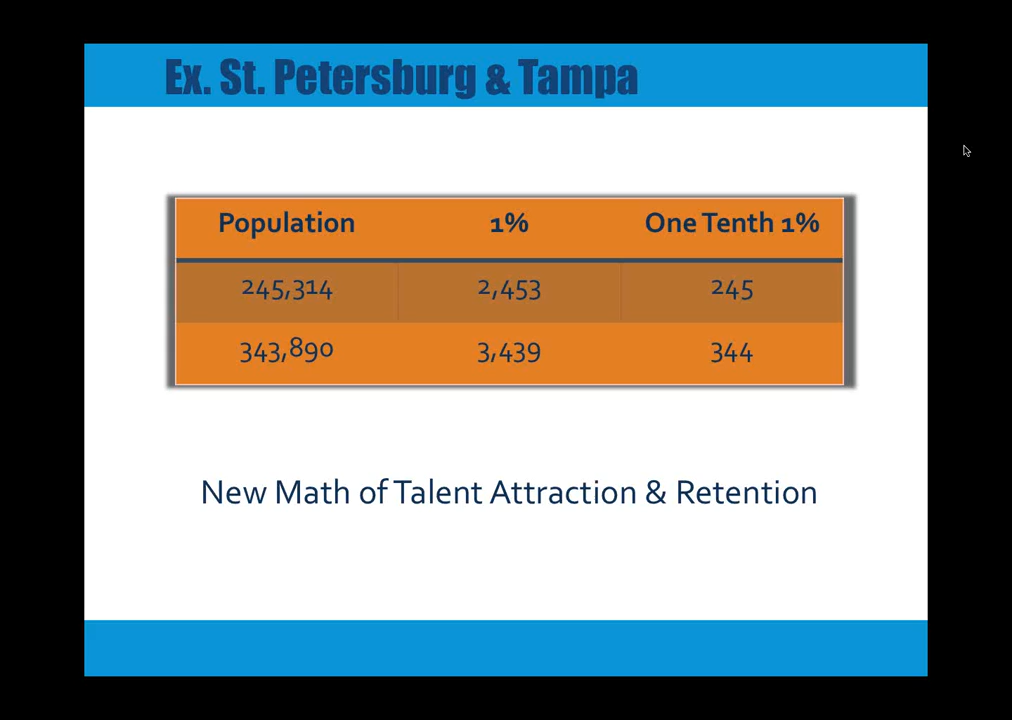 Ex. St. Petersburg & Tampa
Population 1% One Tenth 1%
245,314 2,453 245
343,890 3,439 344
New Math of Talent Attraction & Retention